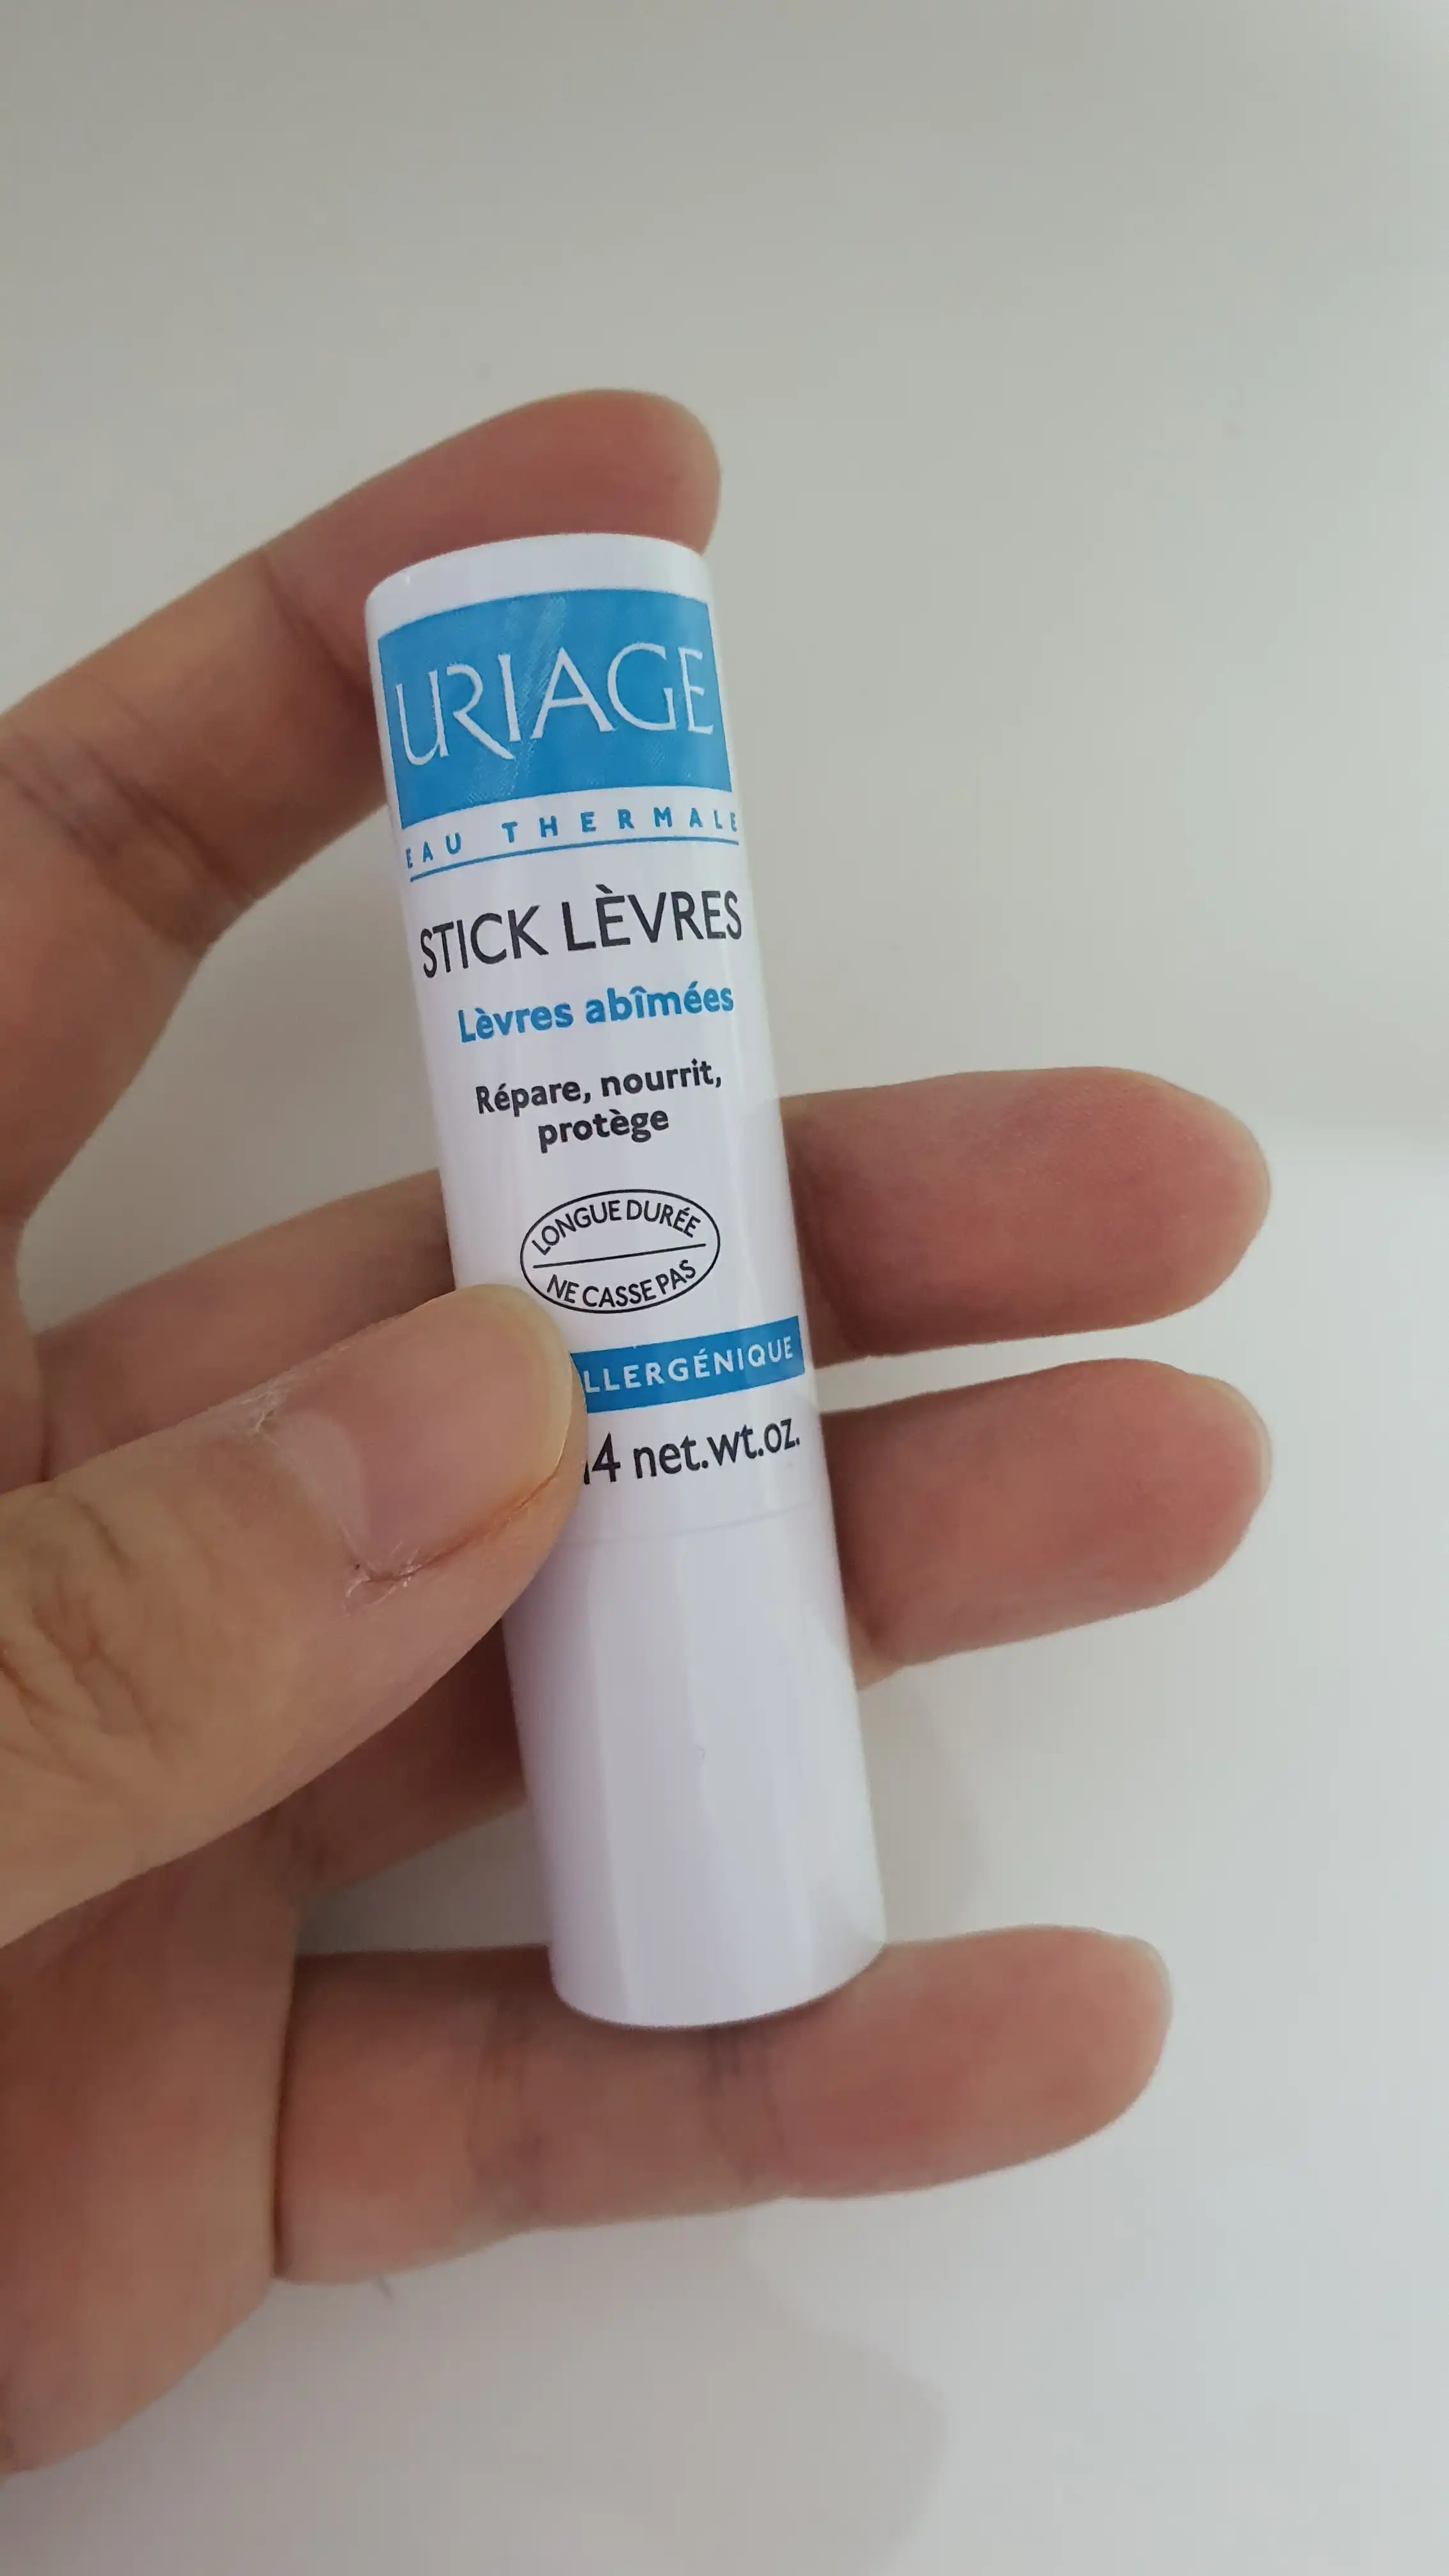 URIAGE
EAU THERMALE
STICK LÈVRES
Lèvres abîmées
Répare, nourrit,
protège
LONGUE DURÉE
NE CASSE PAS
LLERGÉNIQUE
14 net.wt.oz.